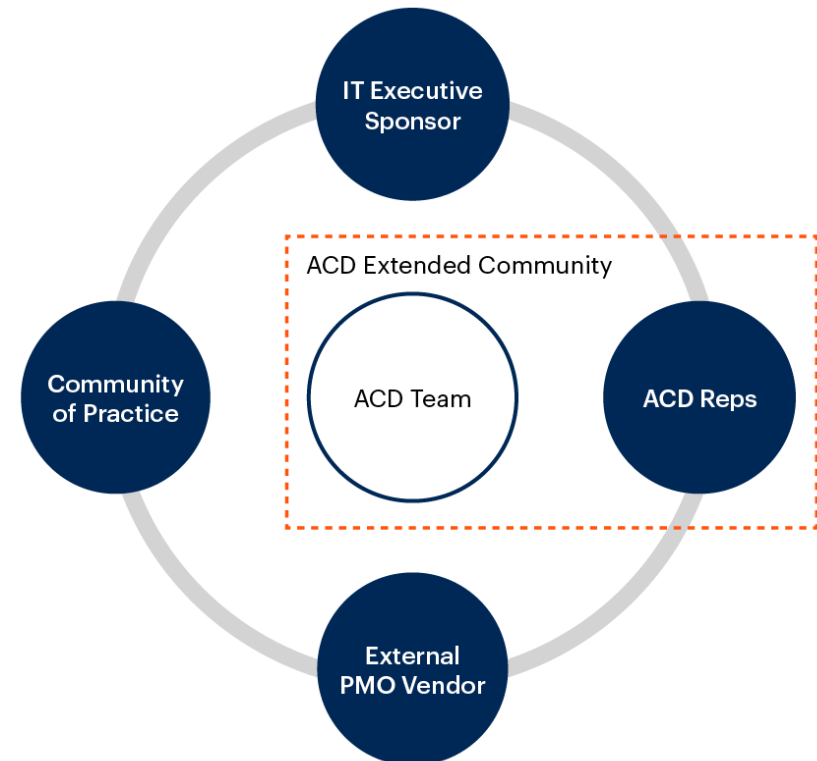 IT Executive
Sponsor
ACD Extended Community
Community
of Practice
ACD Team
ACD Reps
External
PMO Vendor